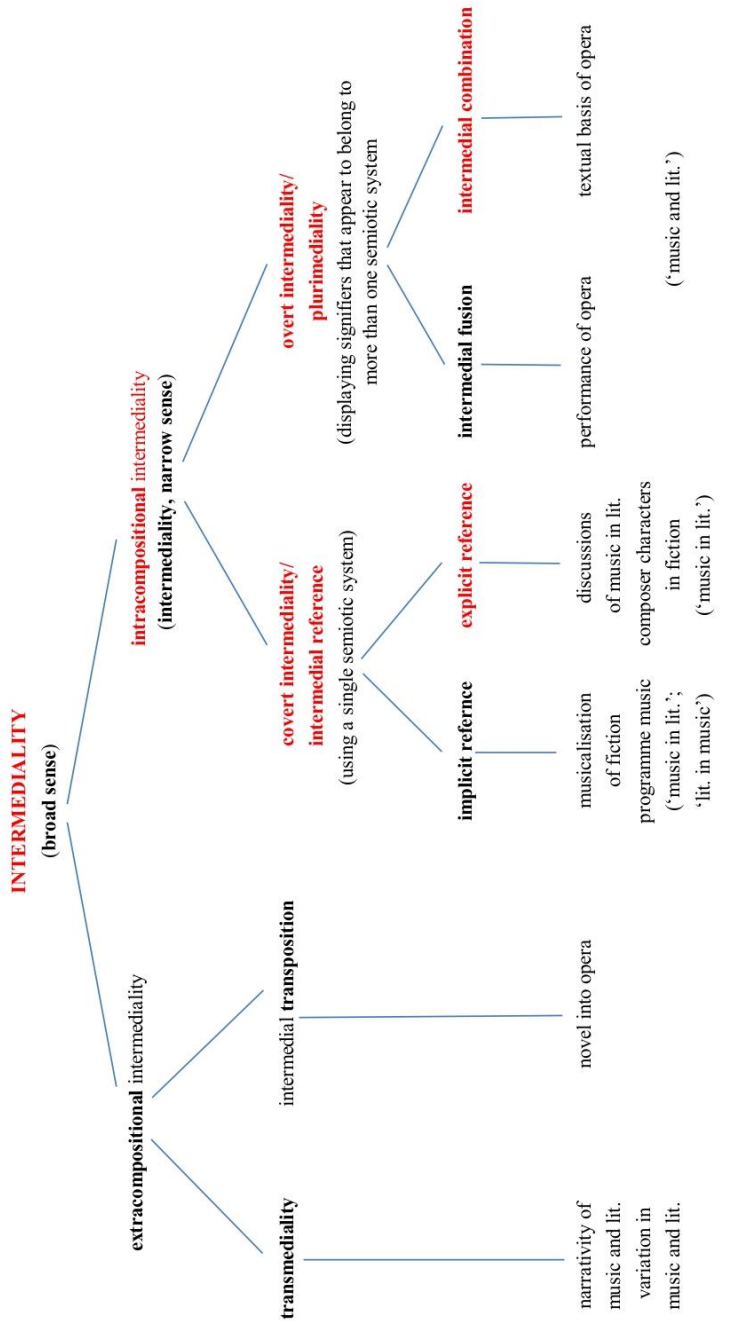 INTERMEDIALITY
(broad sense)
extracompositional intermediality
intracompositional intermediality
(intermediality, narrow sense)
transmediality
intermedial transposition
covert intermediality/
intermedial reference
(using a single semiotic system)
overt intermediality/
plurimediality
(displaying signifiers that appear to belong to
more than one semiotic system
implicit refernce
explicit reference
intermedial fusion
intermedial combination
narrativity of
music and lit.
variation in
music and lit.
novel into opera
musicalisation
of fiction
programme music
(‘music in lit.’;
‘lit. in music’)
discussions
of music in lit.
composer characters
in fiction
(‘music in lit.’)
performance of opera
textual basis of opera
(‘music and lit.’)